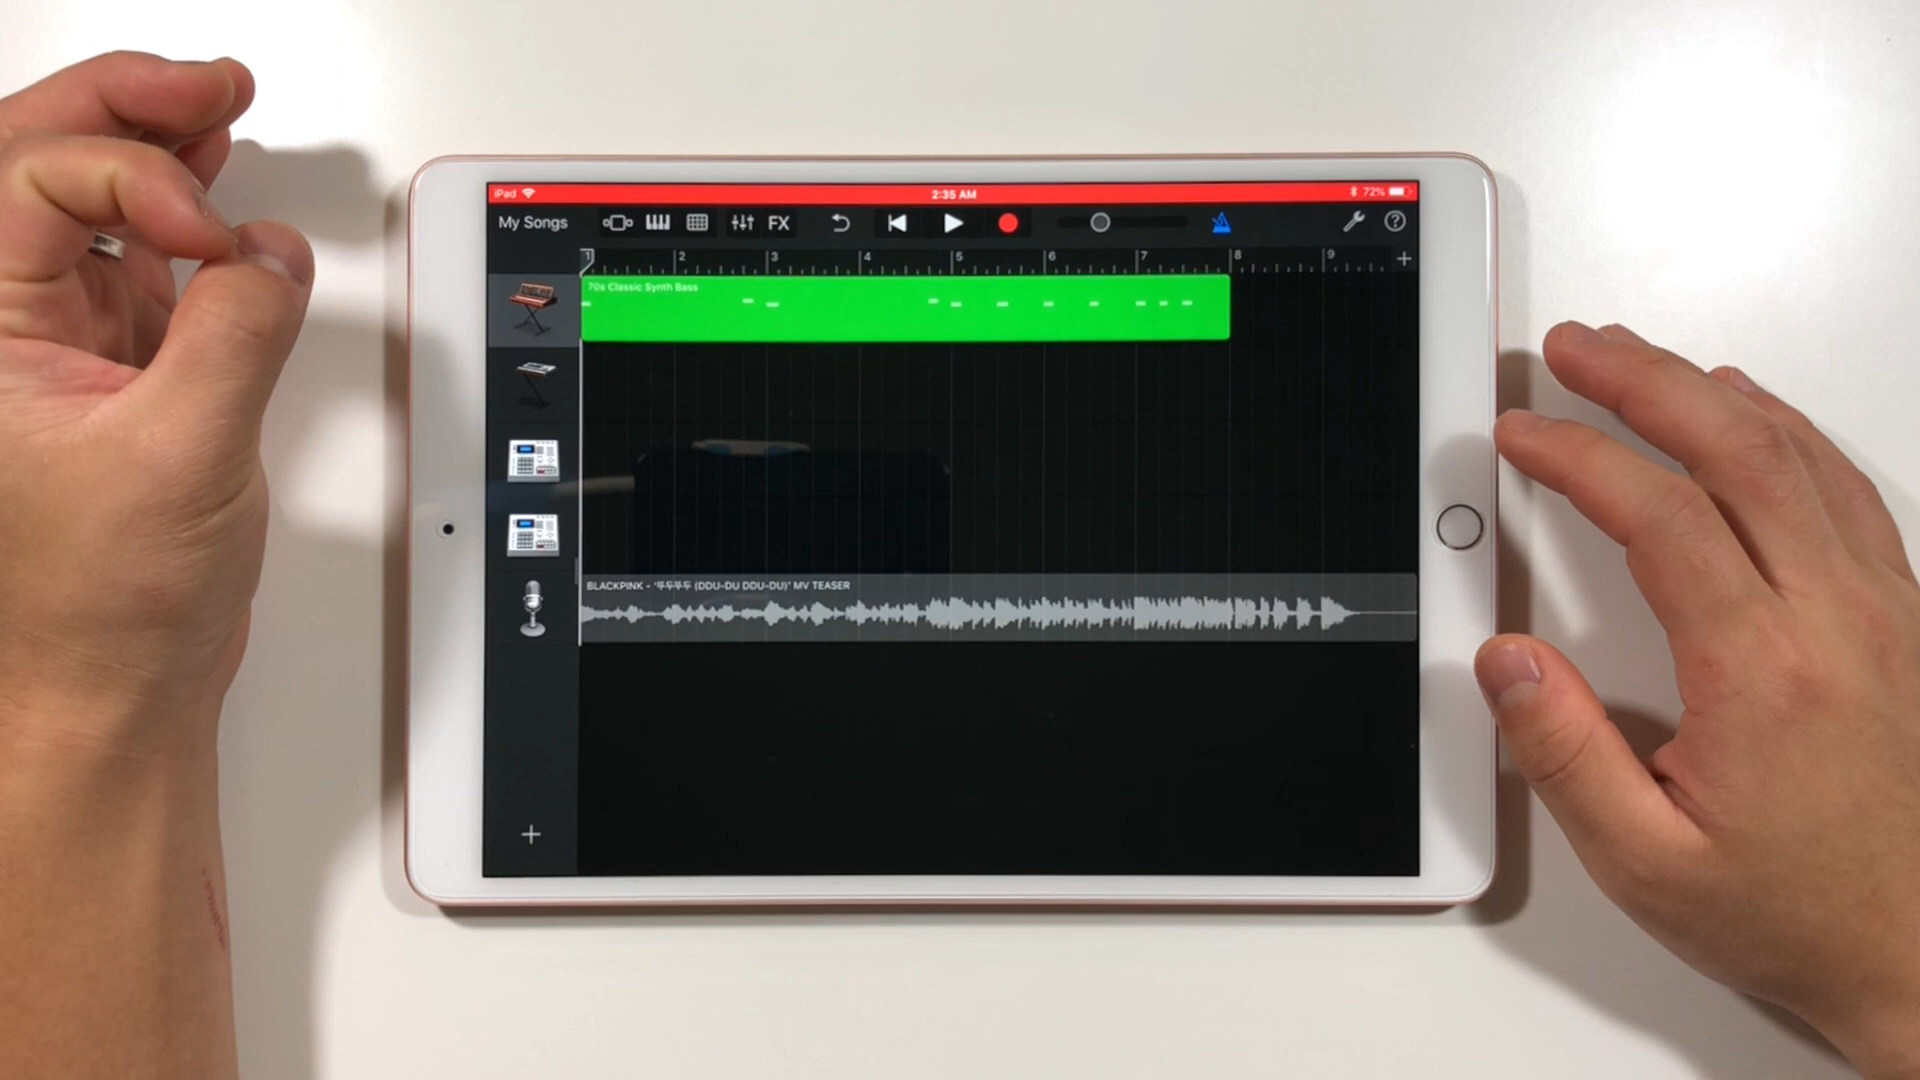 iPad 2:35 AM 72%
My Songs FX
1 2 3 4 5 6 7 8 9
70s Classic Synth Bass
BLACKPINK - '뚜두뚜두 (DDU-DU DDU-DU)' MV TEASER